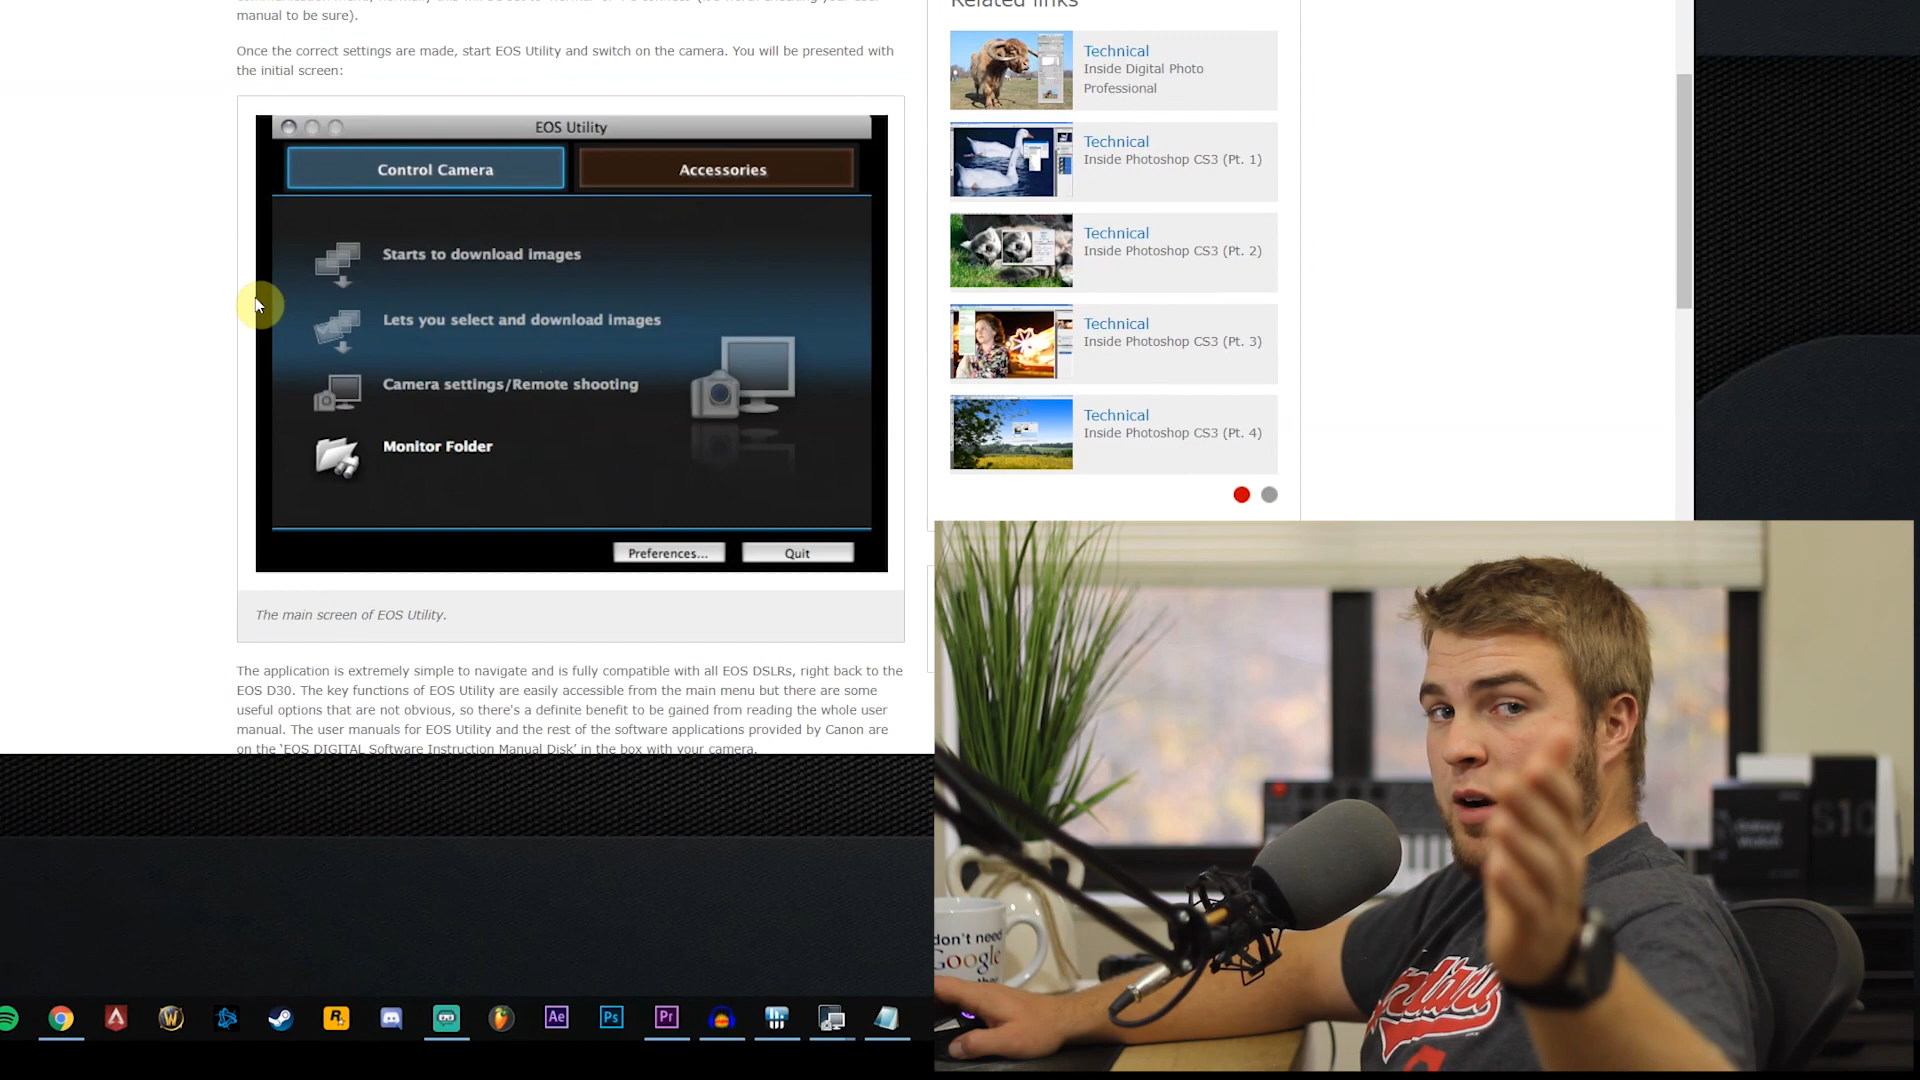 manual to be sure).
Once the correct settings are made, start EOS Utility and switch on the camera. You will be presented with
the initial screen:
EOS Utility
Control Camera
Accessories
Starts to download images
Lets you select and download images
Camera settings/Remote shooting
Monitor Folder
Preferences...
Quit
The main screen of EOS Utility.
The application is extremely simple to navigate and is fully compatible with all EOS DSLRs, right back to the
EOS D30. The key functions of EOS Utility are easily accessible from the main menu but there are some
useful options that are not obvious, so there's a definite benefit to be gained from reading the whole user
manual. The user manuals for EOS Utility and the rest of the software applications provided by Canon are
on the ‘EOS DIGITAL Software Instruction Manual Disk’ in the box with your camera.
Related links
Technical
Inside Digital Photo
Professional
Technical
Inside Photoshop CS3 (Pt. 1)
Technical
Inside Photoshop CS3 (Pt. 2)
Technical
Inside Photoshop CS3 (Pt. 3)
Technical
Inside Photoshop CS3 (Pt. 4)
don't need
Google
S10
Ae
Ps
Pr